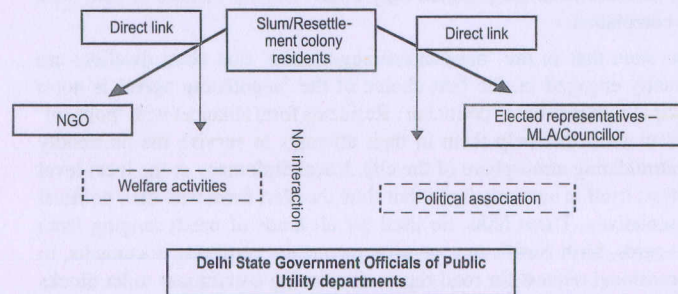 Direct link
Slum/Resettle-
ment colony
residents
Direct link
NGO
Elected representatives –
MLA/Councillor
No interaction
Welfare activities
Political association
Delhi State Government Officials of Public
Utility departments